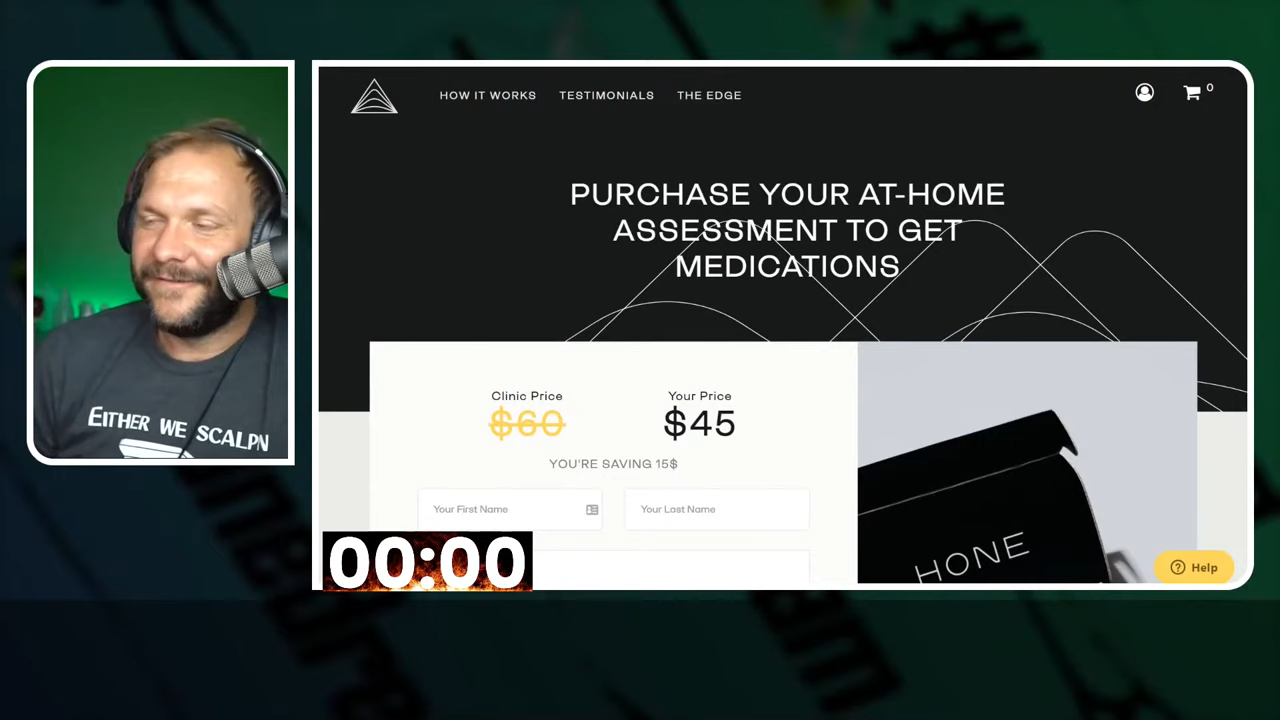 HOW IT WORKS TESTIMONIALS THE EDGE
0
PURCHASE YOUR AT-HOME
ASSESSMENT TO GET
MEDICATIONS
Clinic Price Your Price
$60 $45
YOU'RE SAVING 15$
Your First Name Your Last Name
HONE
Help
00:00
EITHER WE SCALPN